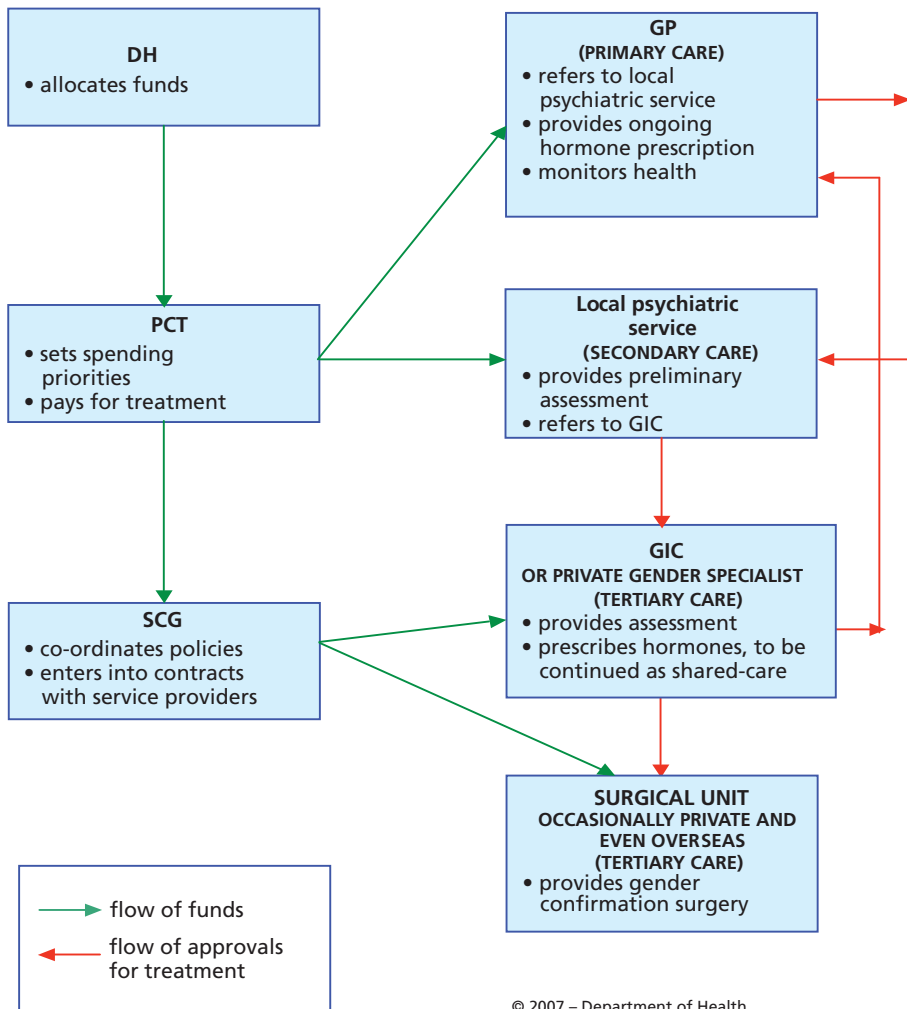 DH
• allocates funds
PCT
• sets spending
priorities
• pays for treatment
SCG
• co-ordinates policies
• enters into contracts
with service providers
GP
(PRIMARY CARE)
• refers to local
psychiatric service
• provides ongoing
hormone prescription
• monitors health
Local psychiatric
service
(SECONDARY CARE)
• provides preliminary
assessment
• refers to GIC
GIC
OR PRIVATE GENDER SPECIALIST
(TERTIARY CARE)
• provides assessment
• prescribes hormones, to be
continued as shared-care
SURGICAL UNIT
OCCASIONALLY PRIVATE AND
EVEN OVERSEAS
(TERTIARY CARE)
• provides gender
confirmation surgery
flow of funds
flow of approvals
for treatment
© 2007 – Department of Health